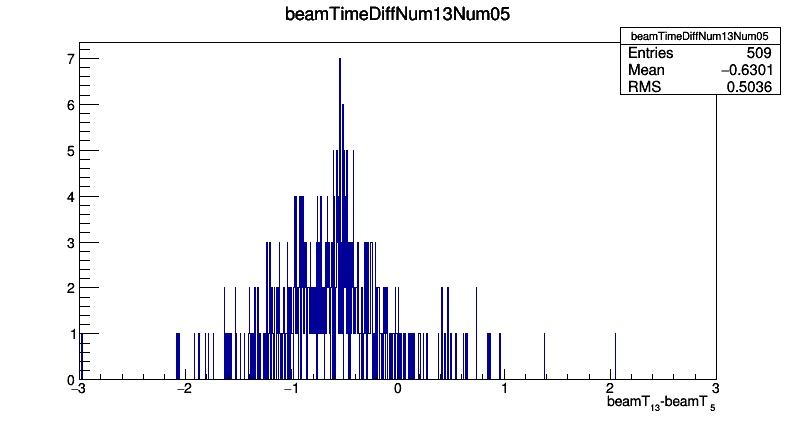 beamTimeDiffNum13Num05
beamTimeDiffNum13Num05
Entries 509
Mean −0.6301
RMS 0.5036
7
6
5
4
3
2
1
0
−3 −2 −1 0 1 2 3
beamT13-beamT5